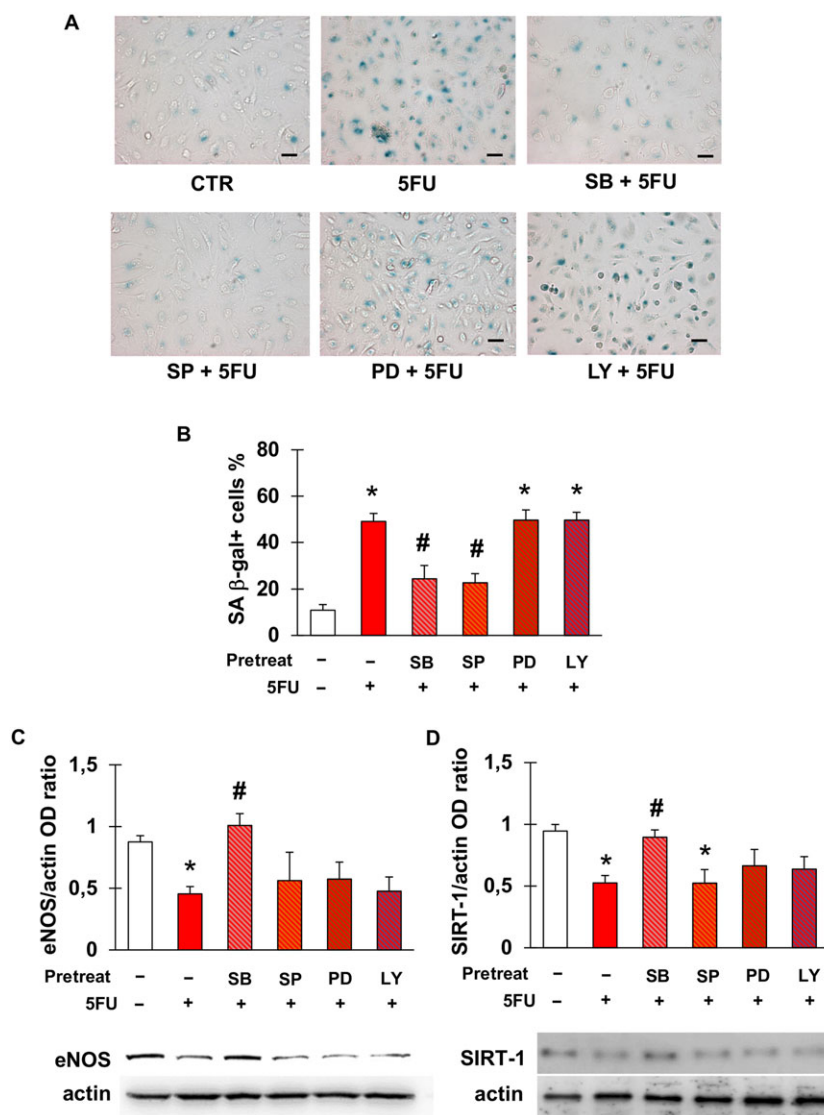 A
CTR 5FU SB + 5FU
SP + 5FU PD + 5FU LY + 5FU
B
SA β-gal+ cells %
80
60
40
20
0
* # # * *
Pretreat – – SB SP PD LY
5FU – + + + + +
C
eNOS/actin OD ratio
1,5
1
0,5
0
* #
Pretreat – – SB SP PD LY
5FU – + + + + +
eNOS
actin
D
SIRT-1/actin OD ratio
1,5
1
0,5
0
* # *
Pretreat – – SB SP PD LY
5FU – + + + + +
SIRT-1
actin